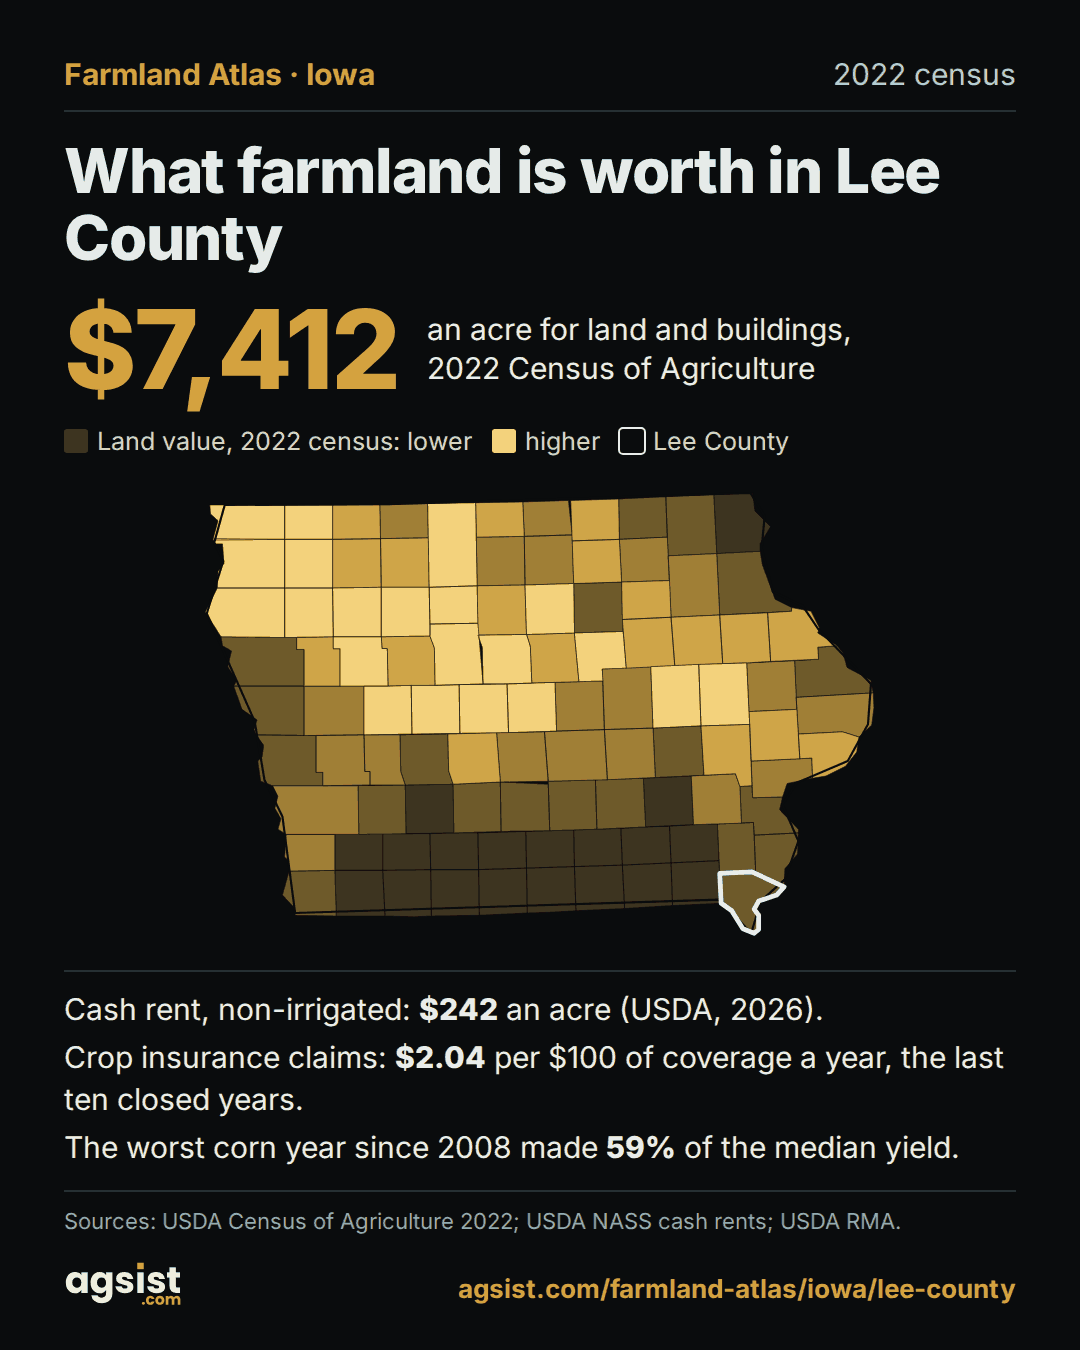 Farmland Atlas · Iowa
2022 census
What farmland is worth in Lee
County
$7,412
an acre for land and buildings,
2022 Census of Agriculture
Land value, 2022 census: lower
higher
Lee County
Cash rent, non-irrigated: $242 an acre (USDA, 2026).
Crop insurance claims: $2.04 per $100 of coverage a year, the last
ten closed years.
The worst corn year since 2008 made 59% of the median yield.
Sources: USDA Census of Agriculture 2022; USDA NASS cash rents; USDA RMA.
agsist
.com
agsist.com/farmland-atlas/iowa/lee-county